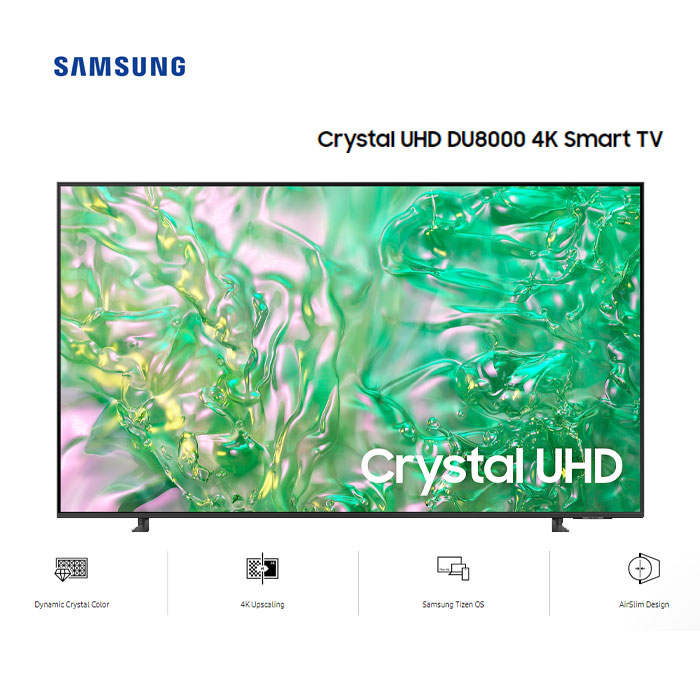 SAMSUNG
Crystal UHD DU8000 4K Smart TV
Crystal UHD
Dynamic Crystal Color
4K Upscaling
Samsung Tizen OS
AirSlim Design